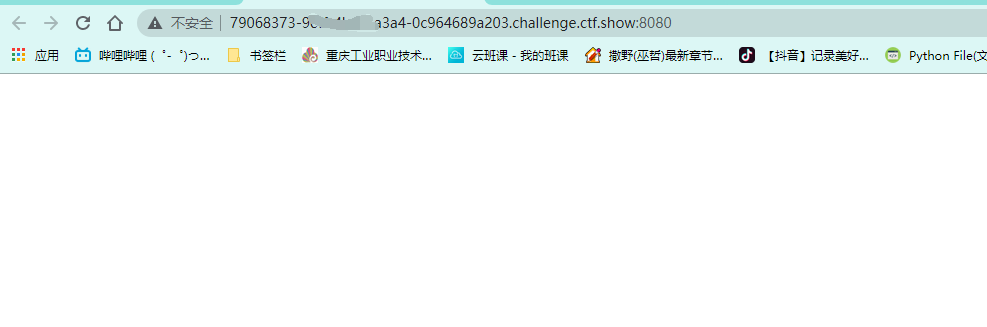 不安全 79068373-9 a3a4-0c964689a203.challenge.ctf.show:8080
应用 哔哩哔哩 ( ゜- ゜)つ... 书签栏 重庆工业职业技术... 云班课 - 我的班课 撒野(巫哲)最新章节... 【抖音】记录美好... Python File(文